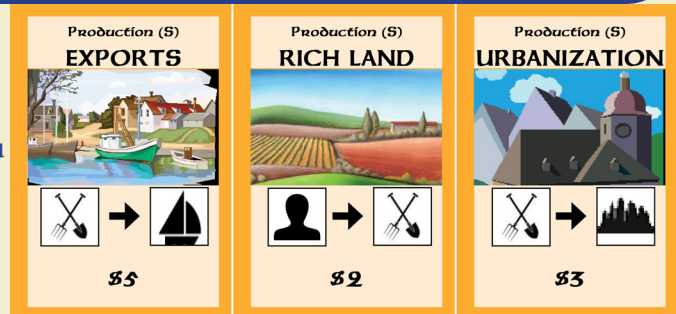 Production (S)
EXPORTS
$5
Production (S)
RICH LAND
$2
Production (S)
URBANIZATION
$3